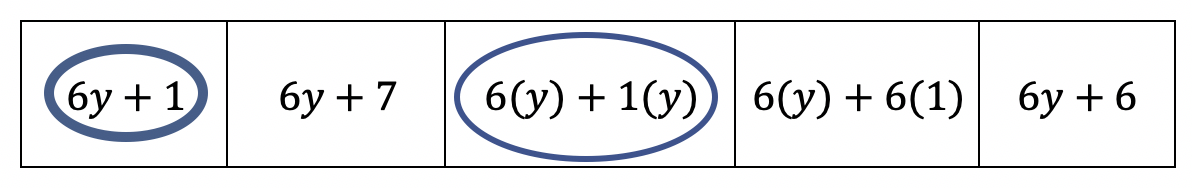 6y + 1 6y + 7 6(y) + 1(y) 6(y) + 6(1) 6y + 6